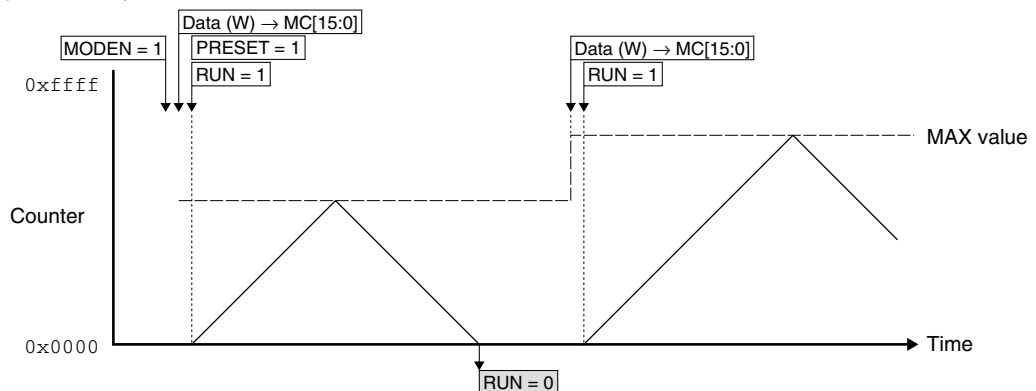 Data (W) → MC[15:0]
MODEN = 1
PRESET = 1
RUN = 1
Data (W) → MC[15:0]
RUN = 1
0xffff
MAX value
Counter
0x0000
Time
RUN = 0